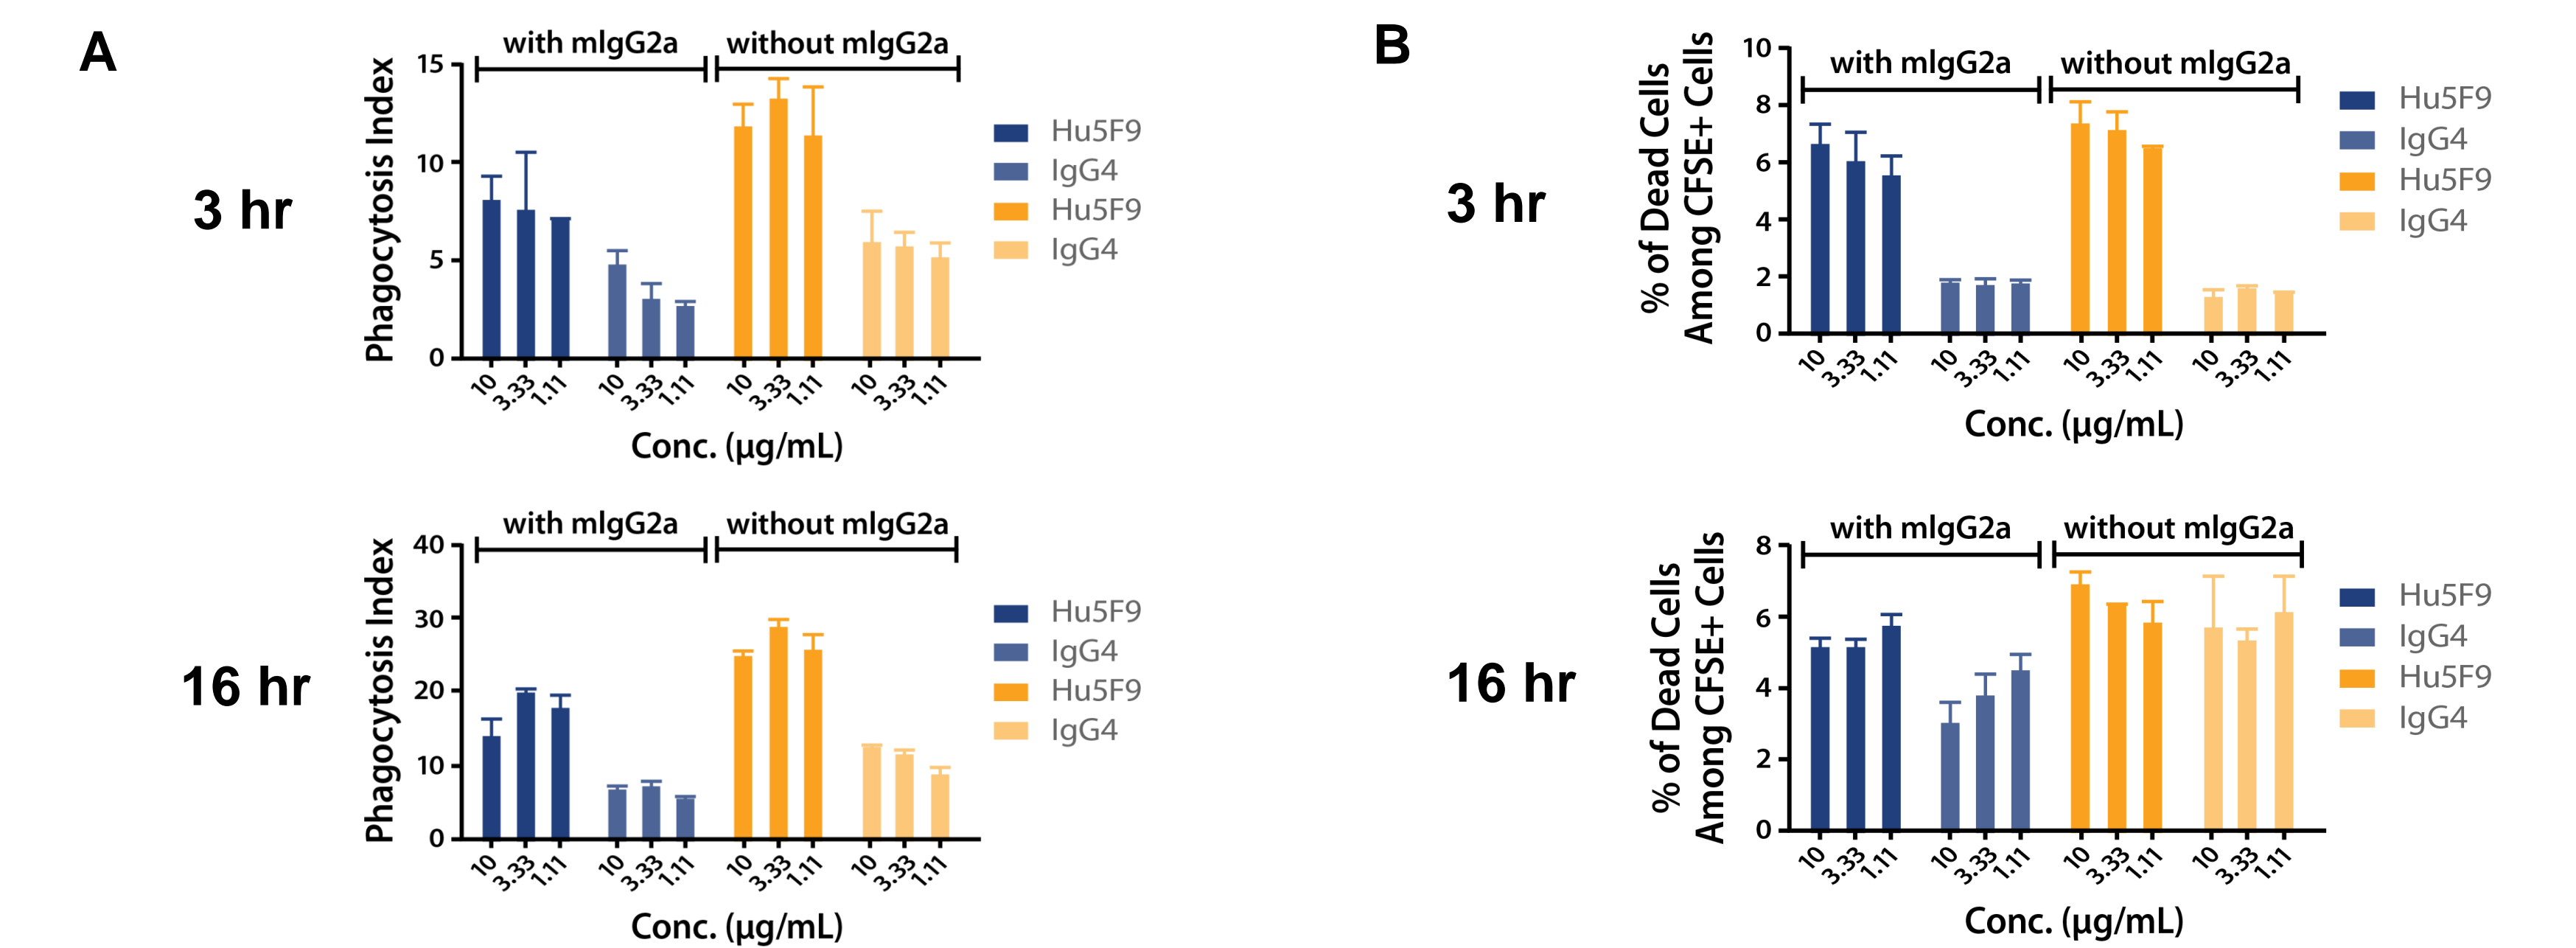 A
3 hr
Phagocytosis Index
with mIgG2a without mIgG2a
15
10
5
0
10 3.33 1.11 10 3.33 1.11 10 3.33 1.11 10 3.33 1.11
Conc. (μg/mL)
Hu5F9
IgG4
Hu5F9
IgG4
16 hr
Phagocytosis Index
with mIgG2a without mIgG2a
40
30
20
10
0
10 3.33 1.11 10 3.33 1.11 10 3.33 1.11 10 3.33 1.11
Conc. (μg/mL)
Hu5F9
IgG4
Hu5F9
IgG4
B
3 hr
% of Dead Cells
Among CFSE+ Cells
with mIgG2a without mIgG2a
10
8
6
4
2
0
10 3.33 1.11 10 3.33 1.11 10 3.33 1.11 10 3.33 1.11
Conc. (μg/mL)
Hu5F9
IgG4
Hu5F9
IgG4
16 hr
% of Dead Cells
Among CFSE+ Cells
with mIgG2a without mIgG2a
8
6
4
2
0
10 3.33 1.11 10 3.33 1.11 10 3.33 1.11 10 3.33 1.11
Conc. (μg/mL)
Hu5F9
IgG4
Hu5F9
IgG4